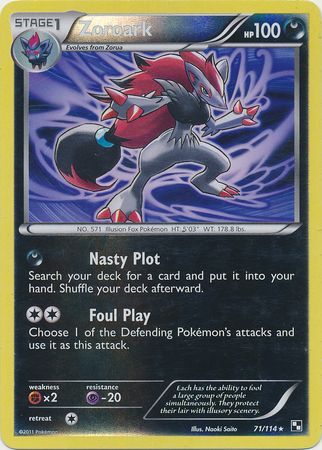 STAGE1
Zoroark
HP100
Evolves from Zorua
NO. 571 Illusion Fox Pokémon HT: 5'03" WT: 178.8 lbs.
Nasty Plot
Search your deck for a card and put it into your
hand. Shuffle your deck afterward.
Foul Play
Choose 1 of the Defending Pokémon's attacks and
use it as this attack.
weakness
×2
resistance
-20
retreat
Each has the ability to fool
a large group of people
simultaneously. They protect
their lair with illusory scenery.
©2011 Pokémon
Illus. Naoki Saito
71/114 ★